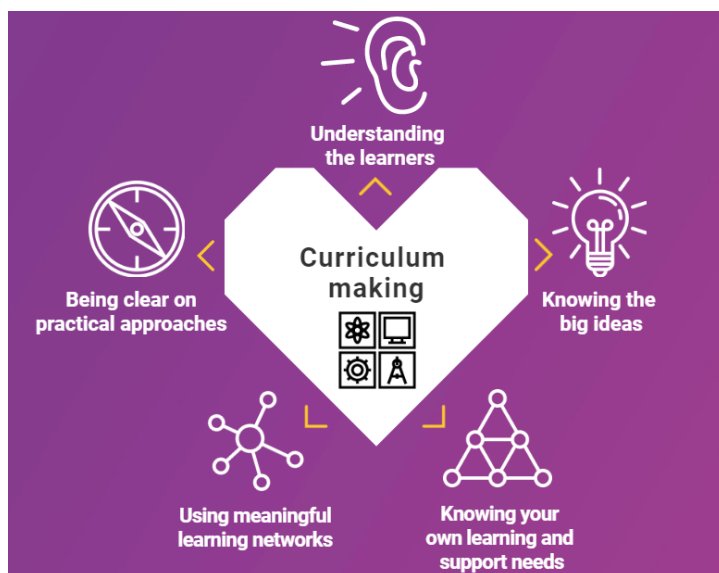 Understanding
the learners
Curriculum
making
Being clear on
practical approaches
Knowing the
big ideas
Using meaningful
learning networks
Knowing your
own learning and
support needs